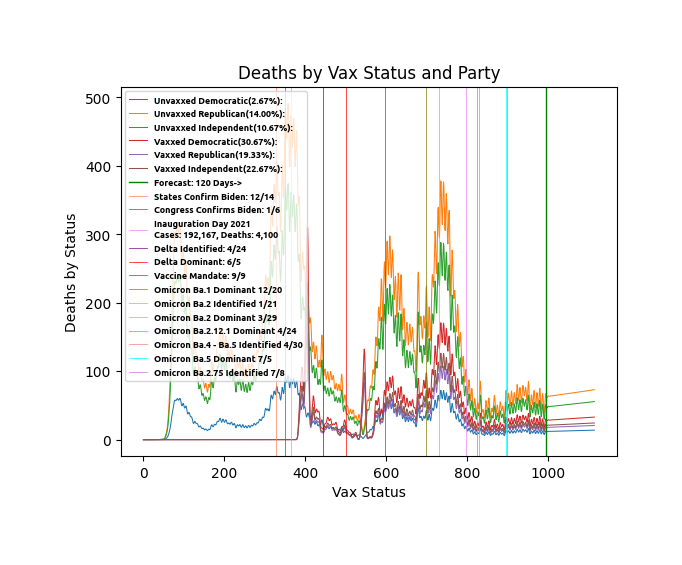 Deaths by Vax Status and Party
Deaths by Status
500
400
300
200
100
0
Unvaxxed Democratic(2.67%):
Unvaxxed Republican(14.00%):
Unvaxxed Independent(10.67%):
Vaxxed Democratic(30.67%):
Vaxxed Republican(19.33%):
Vaxxed Independent(22.67%):
Forecast: 120 Days->
States Confirm Biden: 12/14
Congress Confirms Biden: 1/6
Inauguration Day 2021
Cases: 192,167, Deaths: 4,100
Delta Identified: 4/24
Delta Dominant: 6/5
Vaccine Mandate: 9/9
Omicron Ba.1 Dominant 12/20
Omicron Ba.2 Identified 1/21
Omicron Ba.2 Dominant 3/29
Omicron Ba.2.12.1 Dominant 4/24
Omicron Ba.4 - Ba.5 Identified 4/30
Omicron Ba.5 Dominant 7/5
Omicron Ba.2.75 Identified 7/8
0 200 400 600 800 1000
Vax Status